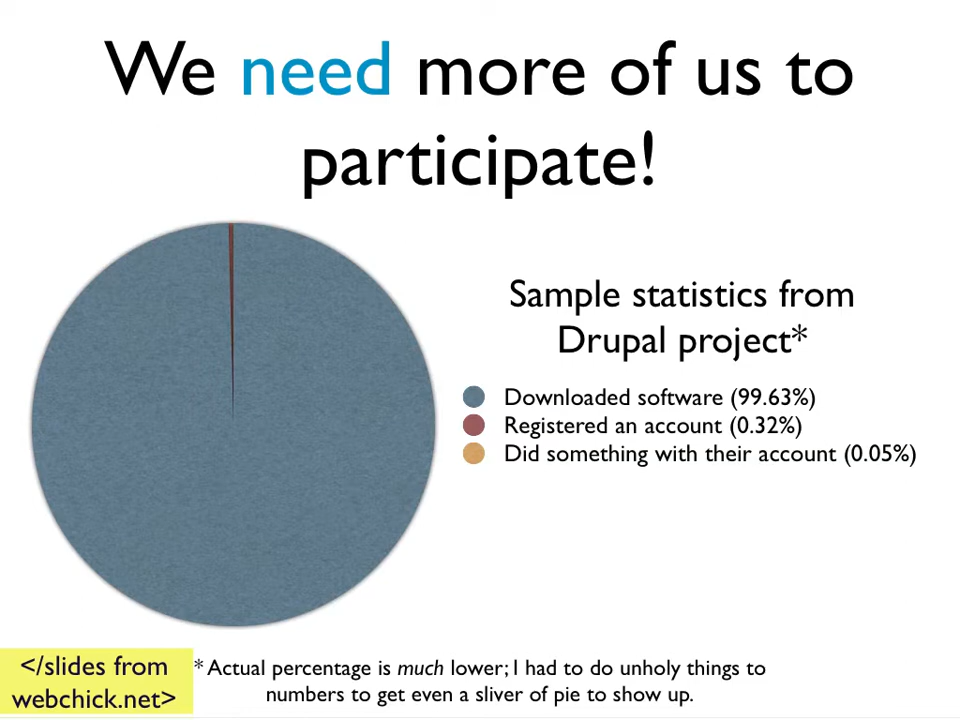 We need more of us to
participate!
Sample statistics from
Drupal project*
Downloaded software (99.63%)
Registered an account (0.32%)
Did something with their account (0.05%)
</slides from
webchick.net>
* Actual percentage is much lower; I had to do unholy things to
numbers to get even a sliver of pie to show up.